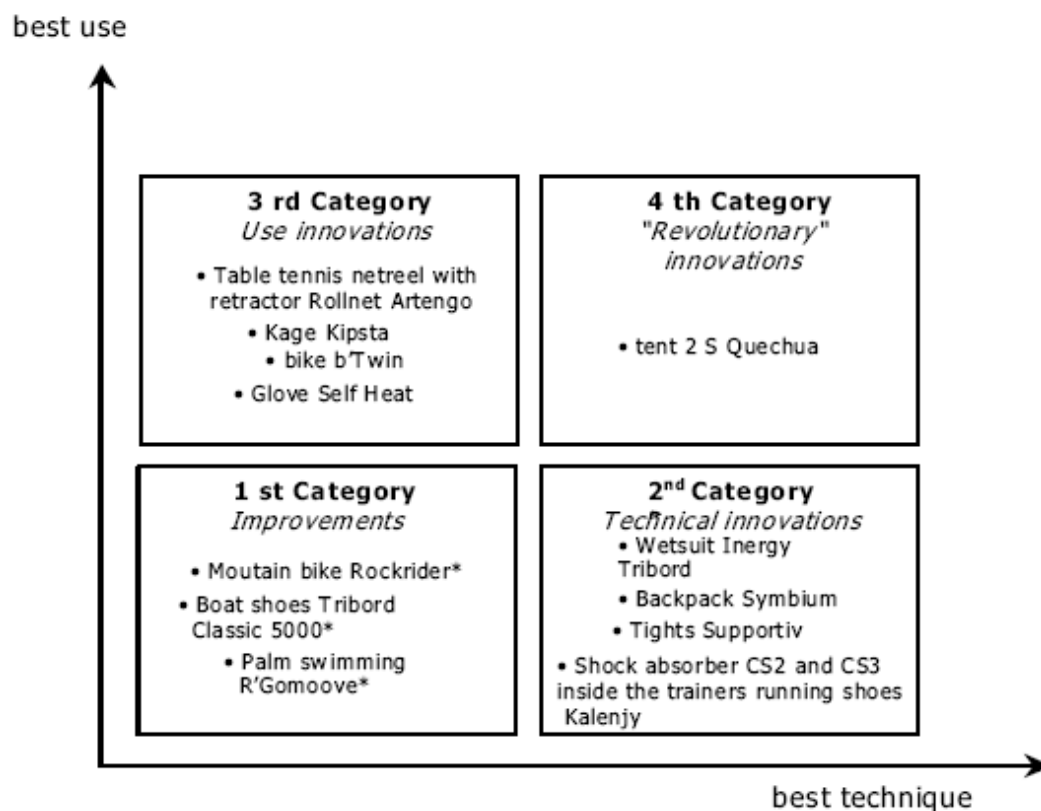 best use
3 rd Category
Use innovations
• Table tennis netreel with
retractor Rollnet Artengo
• Kage Kipsta
• bike b'Twin
• Glove Self Heat
4 th Category
"Revolutionary"
innovations
• tent 2 S Quechua
1 st Category
Improvements
• Moutain bike Rockrider*
• Boat shoes Tribord
Classic 5000*
• Palm swimming
R'Gomoove*
2nd Category
Technical innovations
• Wetsuit Inergy
Tribord
• Backpack Symbium
• Tights Supportiv
• Shock absorber CS2 and CS3
inside the trainers running shoes
Kalenjy
best technique